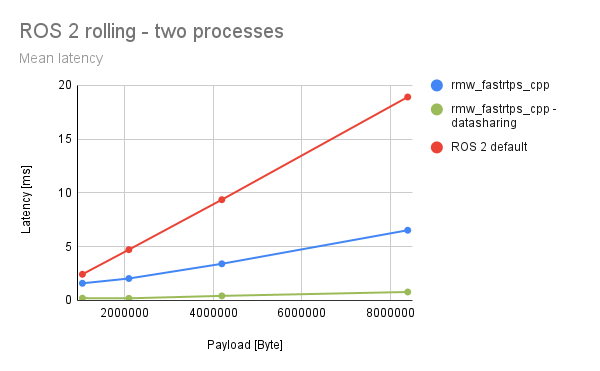 ROS 2 rolling - two processes
Mean latency
20
15
10
5
0
Latency [ms]
2000000
4000000
6000000
8000000
Payload [Byte]
rmw_fastrtps_cpp
rmw_fastrtps_cpp -
datasharing
ROS 2 default